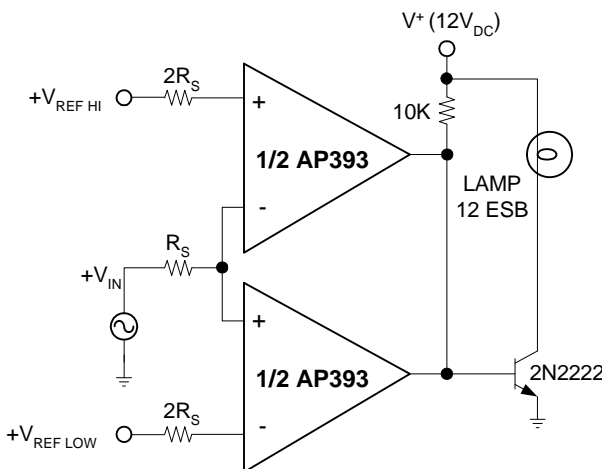 V+ (12VDC)
2RS
+VREF HI
+
10K
1/2 AP393
LAMP
12 ESB
-
RS
+VIN
+
1/2 AP393
2N2222
2RS
+VREF LOW
-